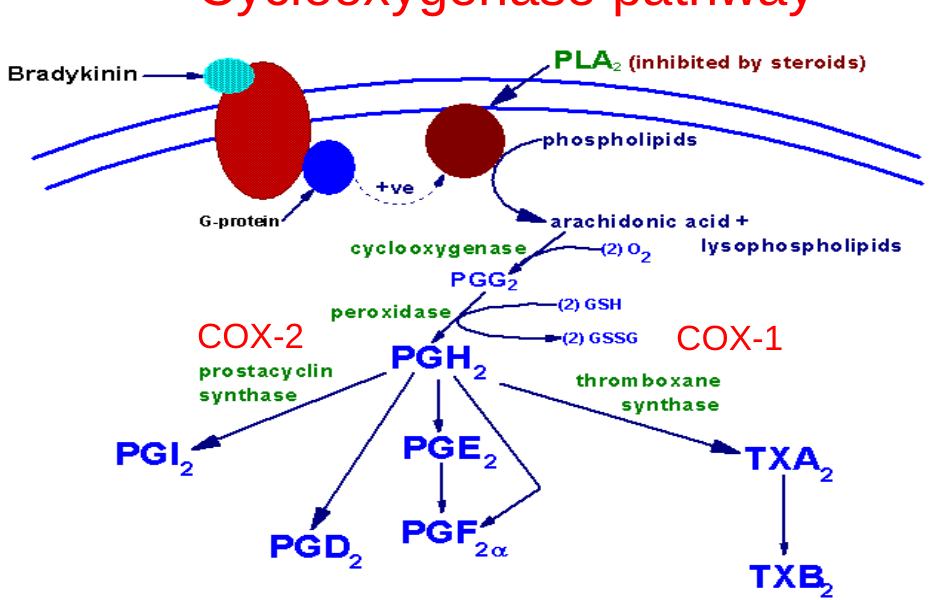 Cyclooxygenase pathway
PLA2 (inhibited by steroids)
Bradykinin
phospholipids
+ve
G-protein
arachidonic acid +
lysophospholipids
cyclooxygenase
(2) O2
PGG2
peroxidase
(2) GSH
(2) GSSG
COX-2
COX-1
PGH2
prostacyclin
synthase
thromboxane
synthase
PGI2
PGE2
TXA2
PGD2
PGF2α
TXB2